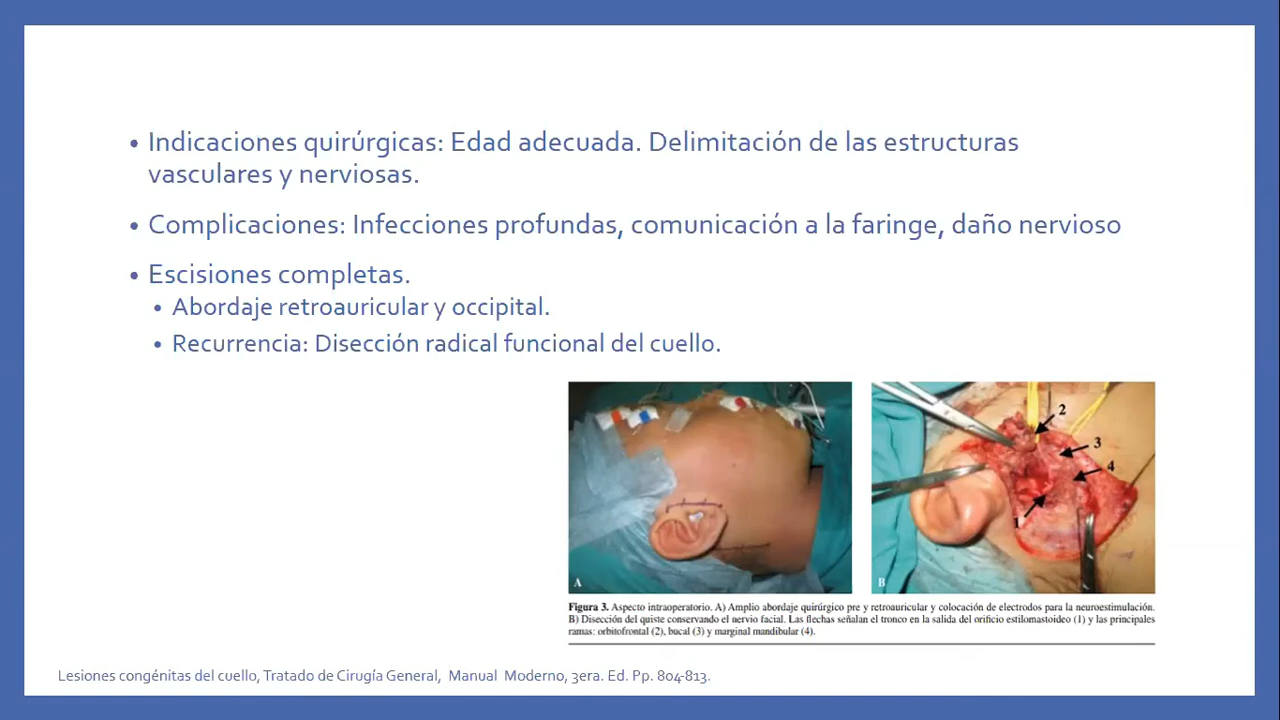 • Indicaciones quirúrgicas: Edad adecuada. Delimitación de las estructuras
vasculares y nerviosas.
• Complicaciones: Infecciones profundas, comunicación a la faringe, daño nervioso
• Escisiones completas.
• Abordaje retroauricular y occipital.
• Recurrencia: Disección radical funcional del cuello.
2
3
4
1
A
B
Figura 3. Aspecto intraoperatorio. A) Amplio abordaje quirúrgico pre y retroauricular y colocación de electrodos para la neuroestimulación.
B) Disección del quiste conservando el nervio facial. Las flechas señalan el tronco en la salida del orificio estilomastoideo (1) y las principales
ramas: orbitofrontal (2), bucal (3) y marginal mandibular (4).
Lesiones congénitas del cuello, Tratado de Cirugía General, Manual Moderno, 3era. Ed. Pp. 804-813.